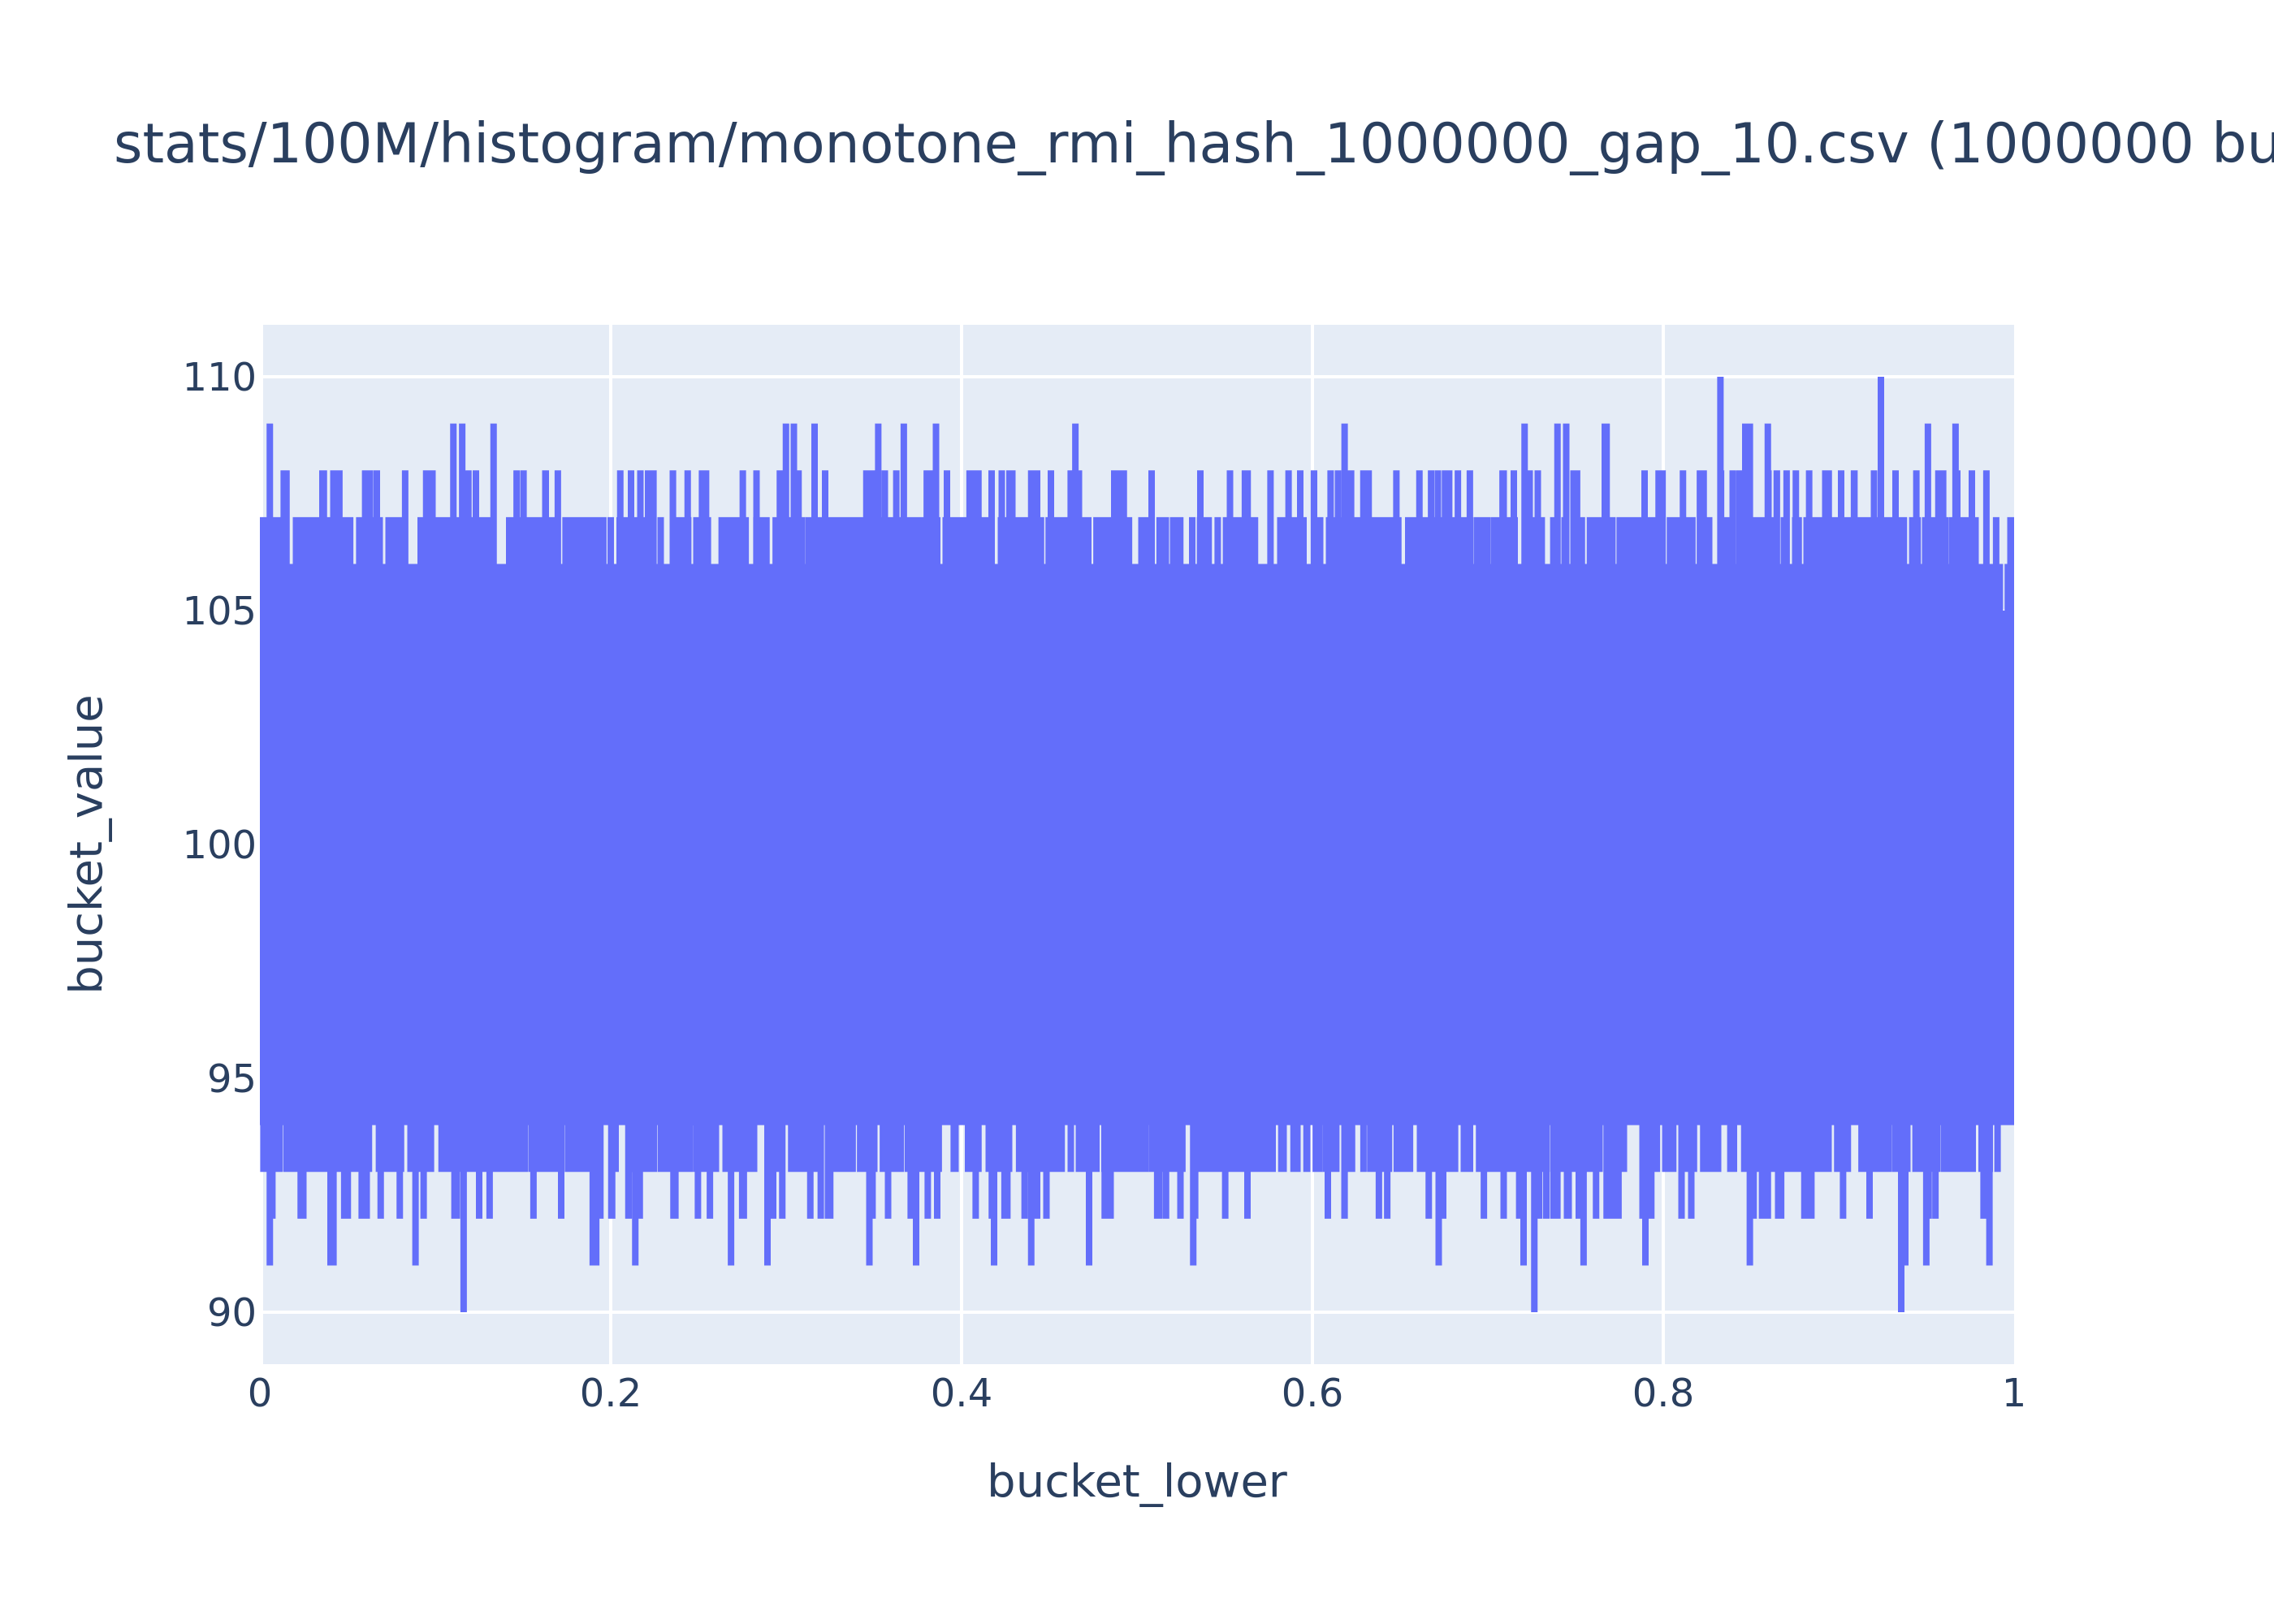 stats/100M/histogram/monotone_rmi_hash_1000000_gap_10.csv (1000000 bu
110
105
100
95
90
bucket_value
0 0.2 0.4 0.6 0.8 1
bucket_lower